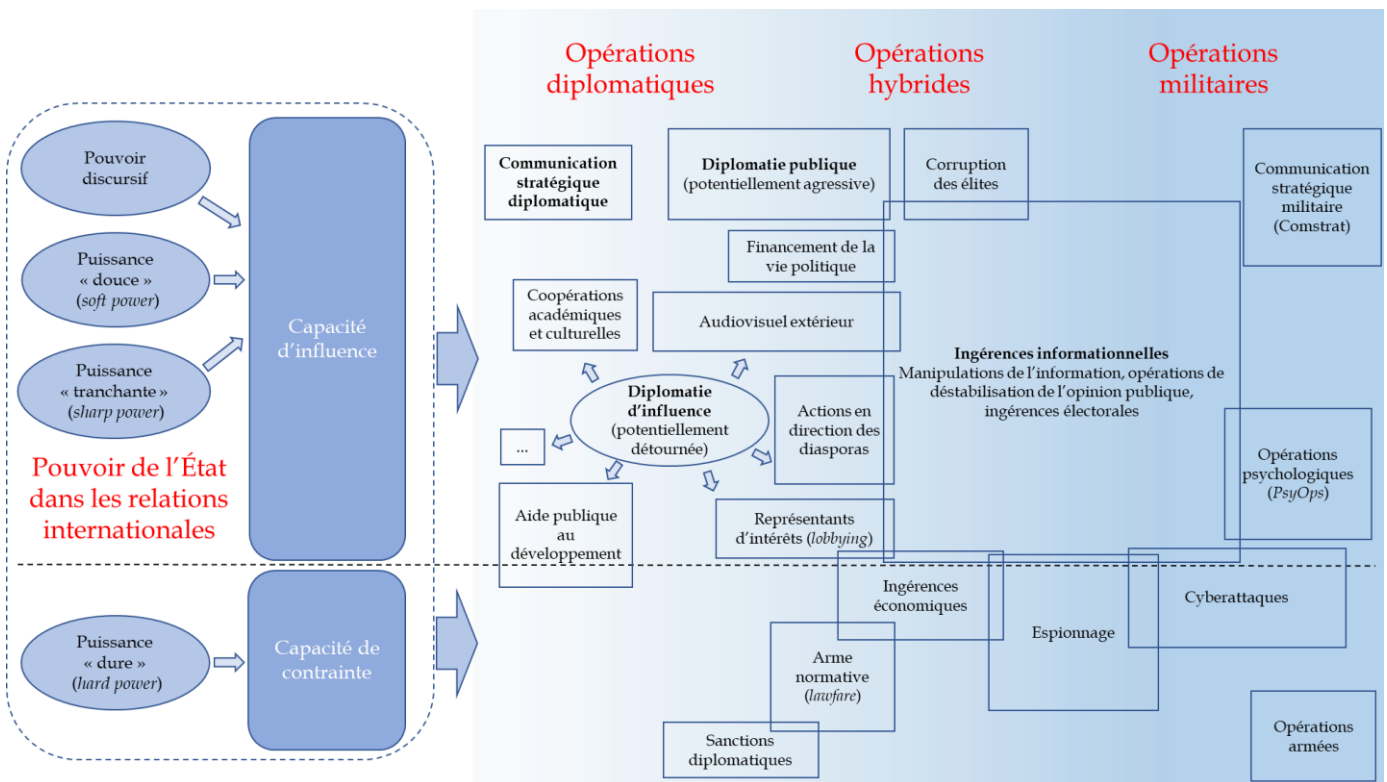 Opérations
diplomatiques
Opérations
hybrides
Opérations
militaires
Pouvoir
discursif
Puissance
« douce »
(soft power)
Puissance
« tranchante »
(sharp power)
Capacité
d’influence
Pouvoir de l’État
dans les relations
internationales
Puissance
« dure »
(hard power)
Capacité de
contrainte
Communication
stratégique
diplomatique
Diplomatie publique
(potentiellement agressive)
Corruption
des élites
Communication
stratégique
militaire
(Comstrat)
Financement de la
vie politique
Coopérations
académiques
et culturelles
Audiovisuel extérieur
Ingérences informationnelles
Manipulations de l’information, opérations de
déstabilisation de l’opinion publique,
ingérences électorales
Diplomatie
d’influence
(potentiellement
détournée)
Actions en
direction des
diasporas
...
Opérations
psychologiques
(PsyOps)
Aide publique
au
développement
Représentants
d’intérêts (lobbying)
Ingérences
économiques
Espionnage
Cyberattaques
Arme
normative
(lawfare)
Sanctions
diplomatiques
Opérations
armées